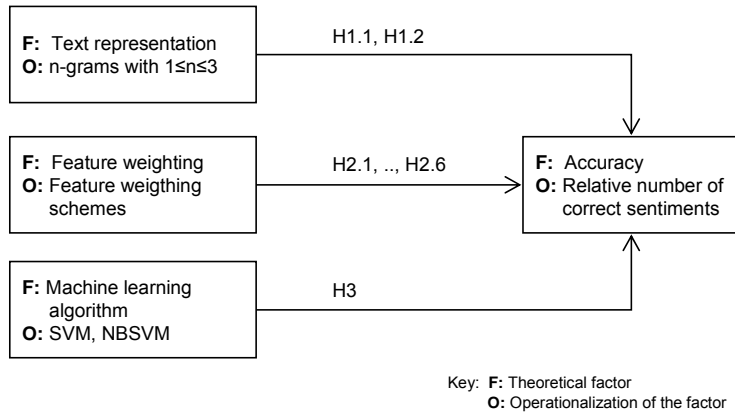 F: Text representation
O: n-grams with 1≤n≤3
H1.1, H1.2
F: Feature weighting
O: Feature weigthing
schemes
H2.1, .., H2.6
F: Accuracy
O: Relative number of
correct sentiments
F: Machine learning
algorithm
O: SVM, NBSVM
H3
Key: F: Theoretical factor
O: Operationalization of the factor